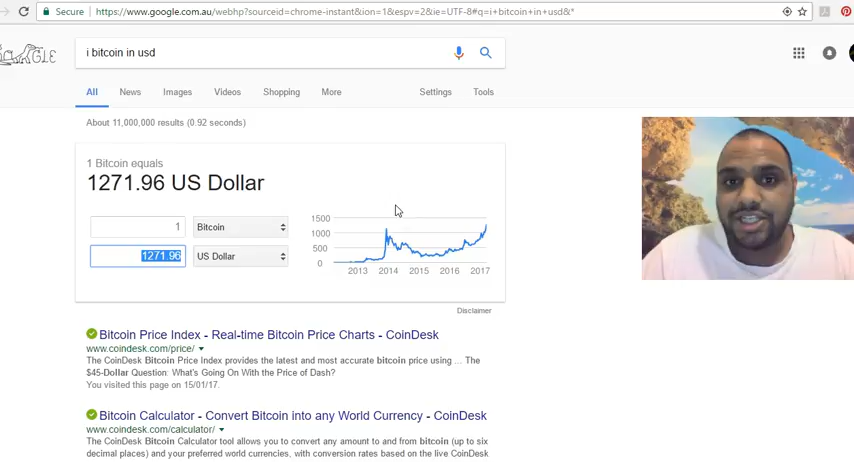 Secure https://www.google.com.au/webhp?sourceid=chrome-instant&ion=1&espv=2&ie=UTF-8#q=i+bitcoin+in+usd&*
i bitcoin in usd
All News Images Videos Shopping More Settings Tools
About 11,000,000 results (0.92 seconds)
1 Bitcoin equals
1271.96 US Dollar
1 Bitcoin
1271.96 US Dollar
1500
1000
500
0
2013 2014 2015 2016 2017
Disclaimer
Bitcoin Price Index - Real-time Bitcoin Price Charts - CoinDesk
www.coindesk.com/price/
The CoinDesk Bitcoin Price Index provides the latest and most accurate bitcoin price using ... The
$45-Dollar Question: What's Going On With the Price of Dash?
You visited this page on 15/01/17.
Bitcoin Calculator - Convert Bitcoin into any World Currency - CoinDesk
www.coindesk.com/calculator/
The CoinDesk Bitcoin Calculator tool allows you to convert any amount to and from bitcoin (up to six
decimal places) and your preferred world currencies, with conversion rates based on the live CoinDesk